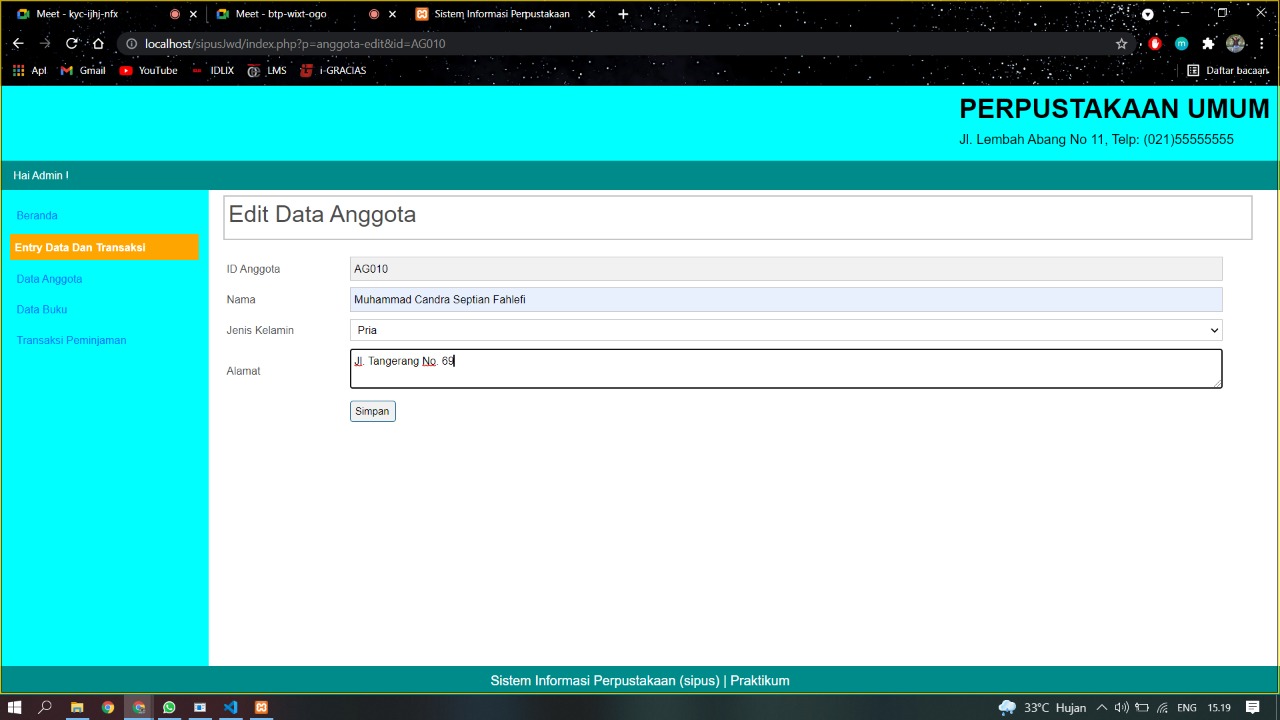 Meet - kyc-ijhj-nfx
Meet - btp-wixt-ogo
Sistem Informasi Perpustakaan
localhost/sipusJwd/index.php?p=anggota-edit&id=AG010
Apl
Gmail
YouTube
IDLIX
LMS
i-GRACIAS
Daftar bacaan
PERPUSTAKAAN UMUM
Jl. Lembah Abang No 11, Telp: (021)55555555
Hai Admin !
Beranda
Entry Data Dan Transaksi
Data Anggota
Data Buku
Transaksi Peminjaman
Edit Data Anggota
ID Anggota AG010
Nama Muhammad Candra Septian Fahlefi
Jenis Kelamin Pria
Alamat Jl. Tangerang No. 69
Simpan
Sistem Informasi Perpustakaan (sipus) | Praktikum
33°C Hujan ENG 15.19